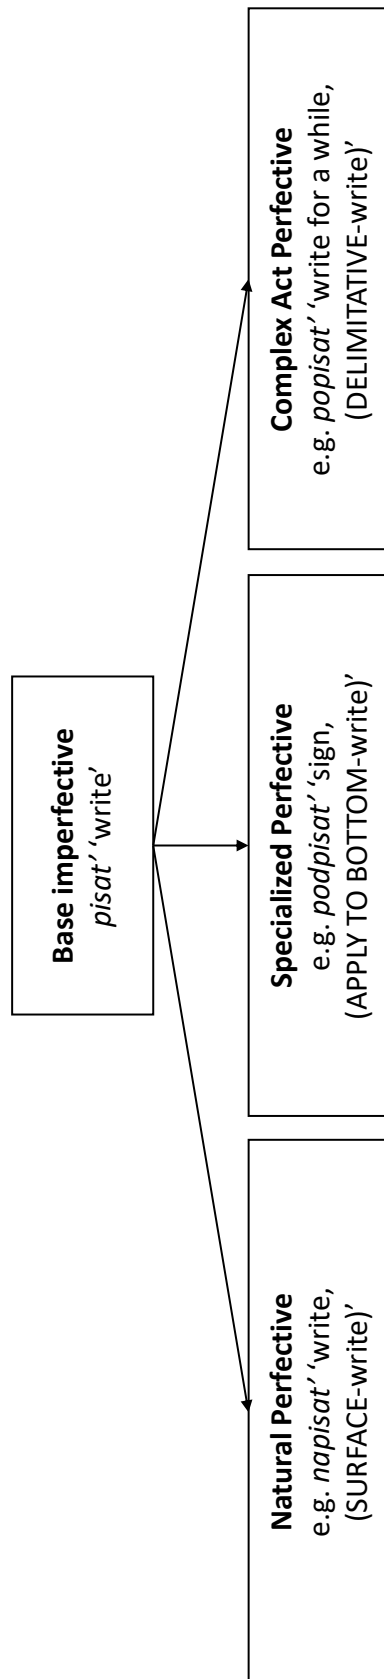 Base imperfective
pisat’ ‘write’
Natural Perfective
e.g. napisat’ ‘write,
(SURFACE-write)’
Specialized Perfective
e.g. podpisat’ ‘sign,
(APPLY TO BOTTOM-write)’
Complex Act Perfective
e.g. popisat’ ‘write for a while,
(DELIMITATIVE-write)’